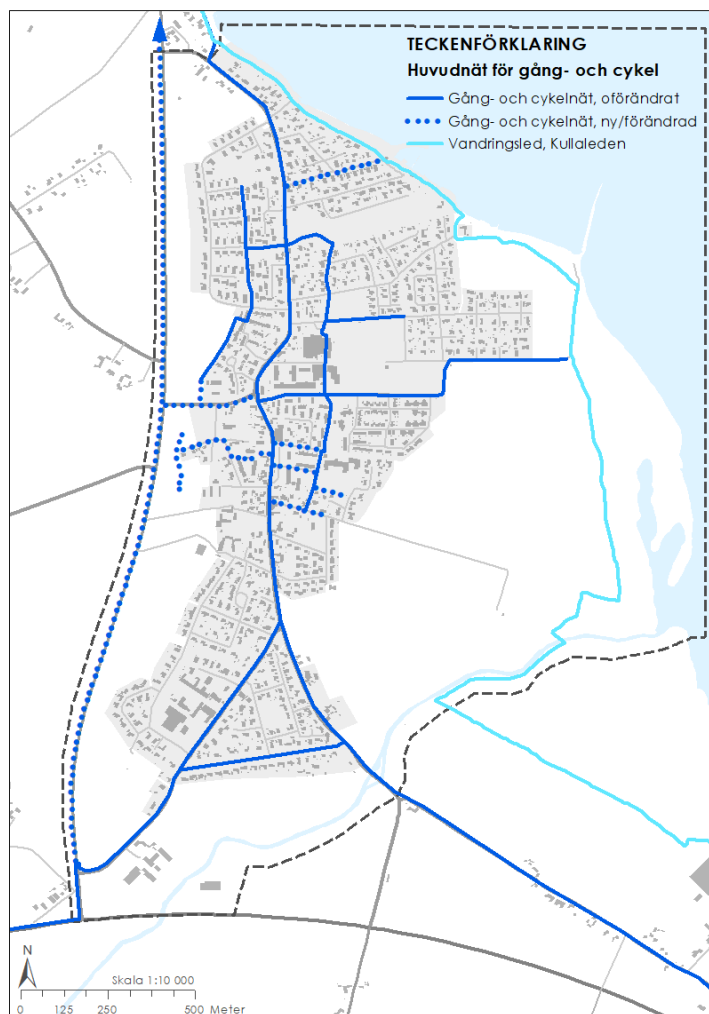 TECKENFÖRKLARING
Huvudnät för gång- och cykel
Gång- och cykelnät, oförändrat
Gång- och cykelnät, ny/förändrad
Vandringsled, Kullaleden
N
Skala 1:10 000
0 125 250 500 Meter